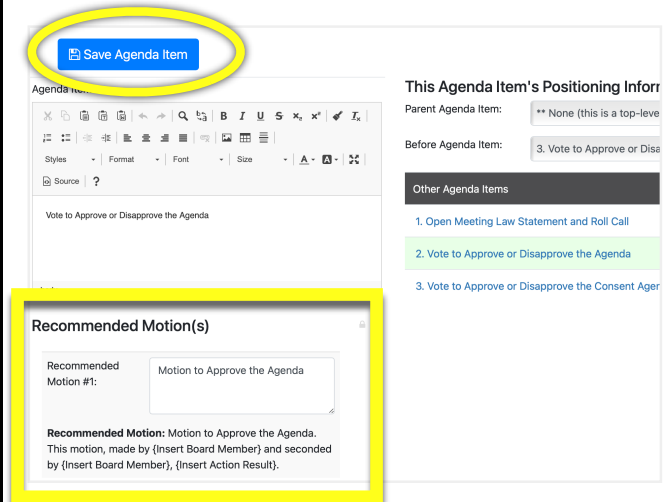 Save Agenda Item
Agenda Item
This Agenda Item's Positioning Infor
Parent Agenda Item:
** None (this is a top-leve
Before Agenda Item:
3. Vote to Approve or Disa
Styles
Format
Font
Size
Source
?
Vote to Approve or Disapprove the Agenda
Other Agenda Items
1. Open Meeting Law Statement and Roll Call
2. Vote to Approve or Disapprove the Agenda
3. Vote to Approve or Disapprove the Consent Agen
Recommended Motion(s)
Recommended
Motion #1:
Motion to Approve the Agenda
Recommended Motion: Motion to Approve the Agenda.
This motion, made by {Insert Board Member} and seconded
by {Insert Board Member}, {Insert Action Result}.